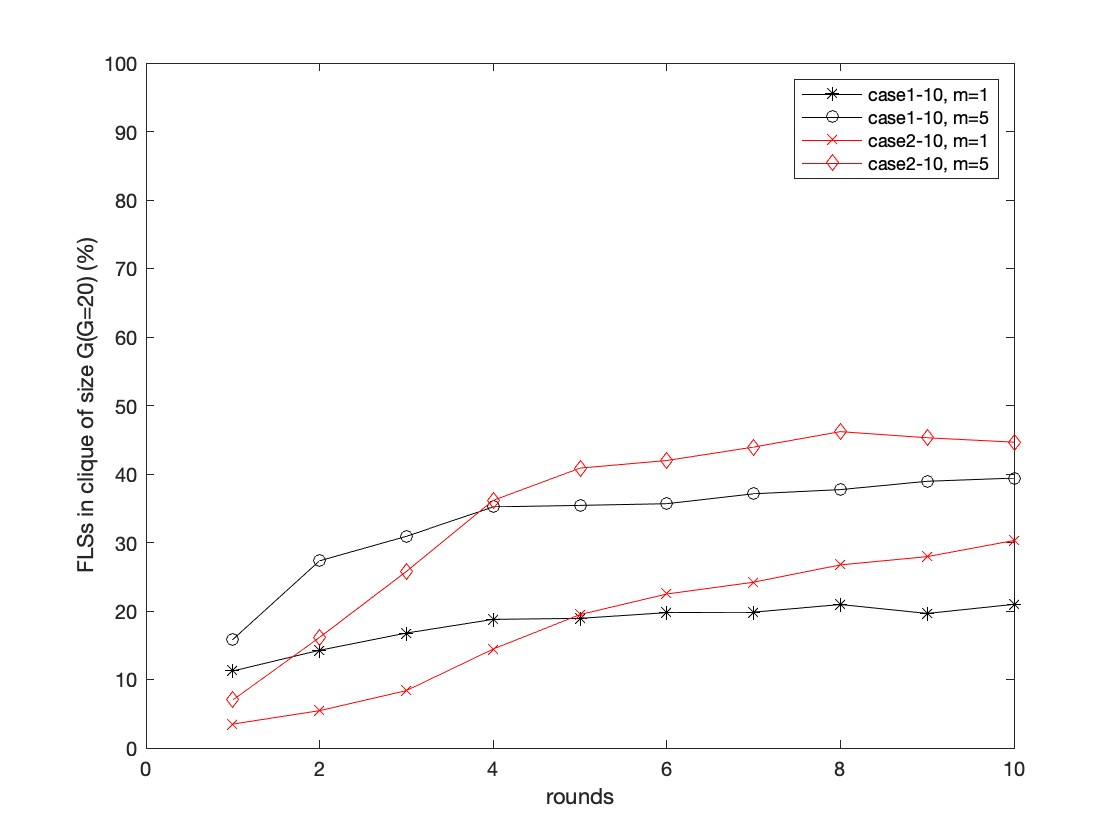 100
90
80
70
60
50
40
30
20
10
0
0 2 4 6 8 10
rounds
FLSs in clique of size G(G=20) (%)
case1-10, m=1
case1-10, m=5
case2-10, m=1
case2-10, m=5